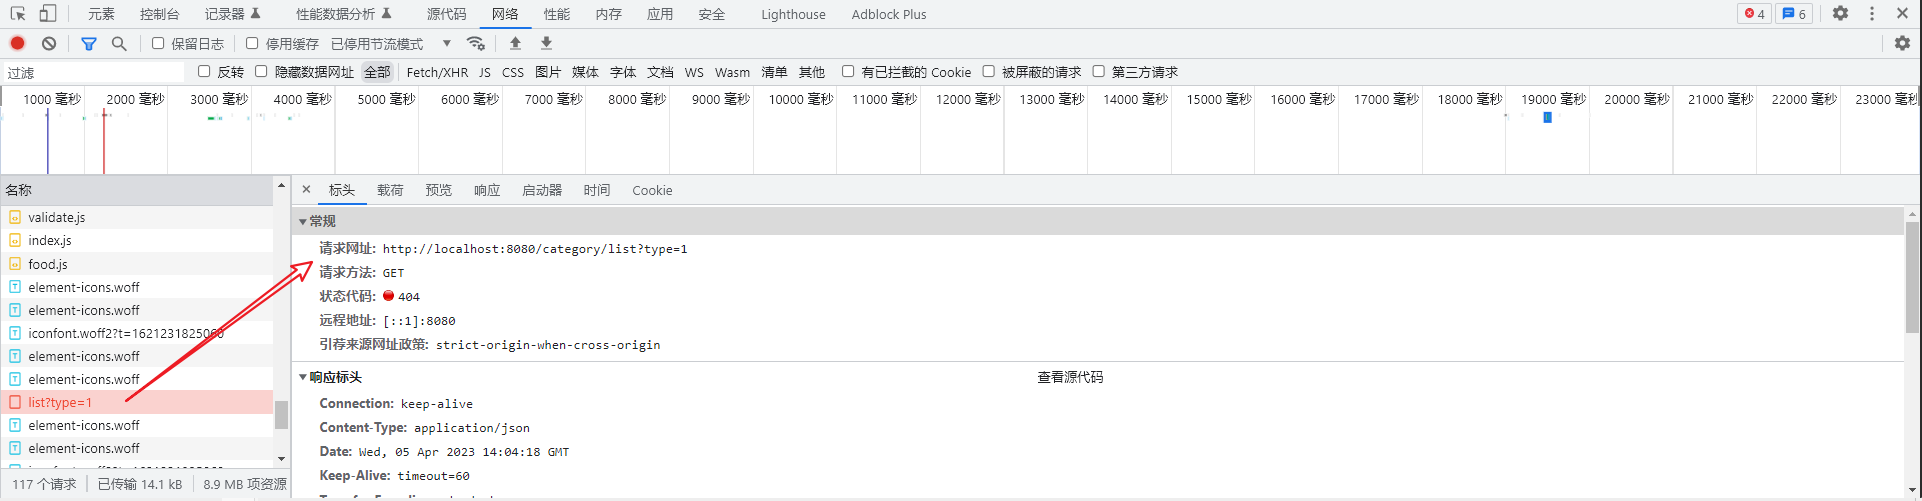 元素 控制台 记录器 性能数据分析 源代码 网络 性能 内存 应用 安全 Lighthouse Adblock Plus 4 6
保留日志 停用缓存 已停用节流模式
过滤 反转 隐藏数据网址 全部 Fetch/XHR JS CSS 图片 媒体 字体 文档 WS Wasm 清单 其他 有已拦截的 Cookie 被屏蔽的请求 第三方请求
1000 毫秒 2000 毫秒 3000 毫秒 4000 毫秒 5000 毫秒 6000 毫秒 7000 毫秒 8000 毫秒 9000 毫秒 10000 毫秒 11000 毫秒 12000 毫秒 13000 毫秒 14000 毫秒 15000 毫秒 16000 毫秒 17000 毫秒 18000 毫秒 19000 毫秒 20000 毫秒 21000 毫秒 22000 毫秒 23000 毫秒
名称
validate.js
index.js
food.js
element-icons.woff
element-icons.woff
iconfont.woff2?t=1621231825060
element-icons.woff
element-icons.woff
list?type=1
element-icons.woff
element-icons.woff
117 个请求 已传输 14.1 kB 8.9 MB 项资源
标头 载荷 预览 响应 启动器 时间 Cookie
常规
请求网址: http://localhost:8080/category/list?type=1
请求方法: GET
状态代码: 404
远程地址: [::1]:8080
引荐来源网址政策: strict-origin-when-cross-origin
响应标头 查看源代码
Connection: keep-alive
Content-Type: application/json
Date: Wed, 05 Apr 2023 14:04:18 GMT
Keep-Alive: timeout=60